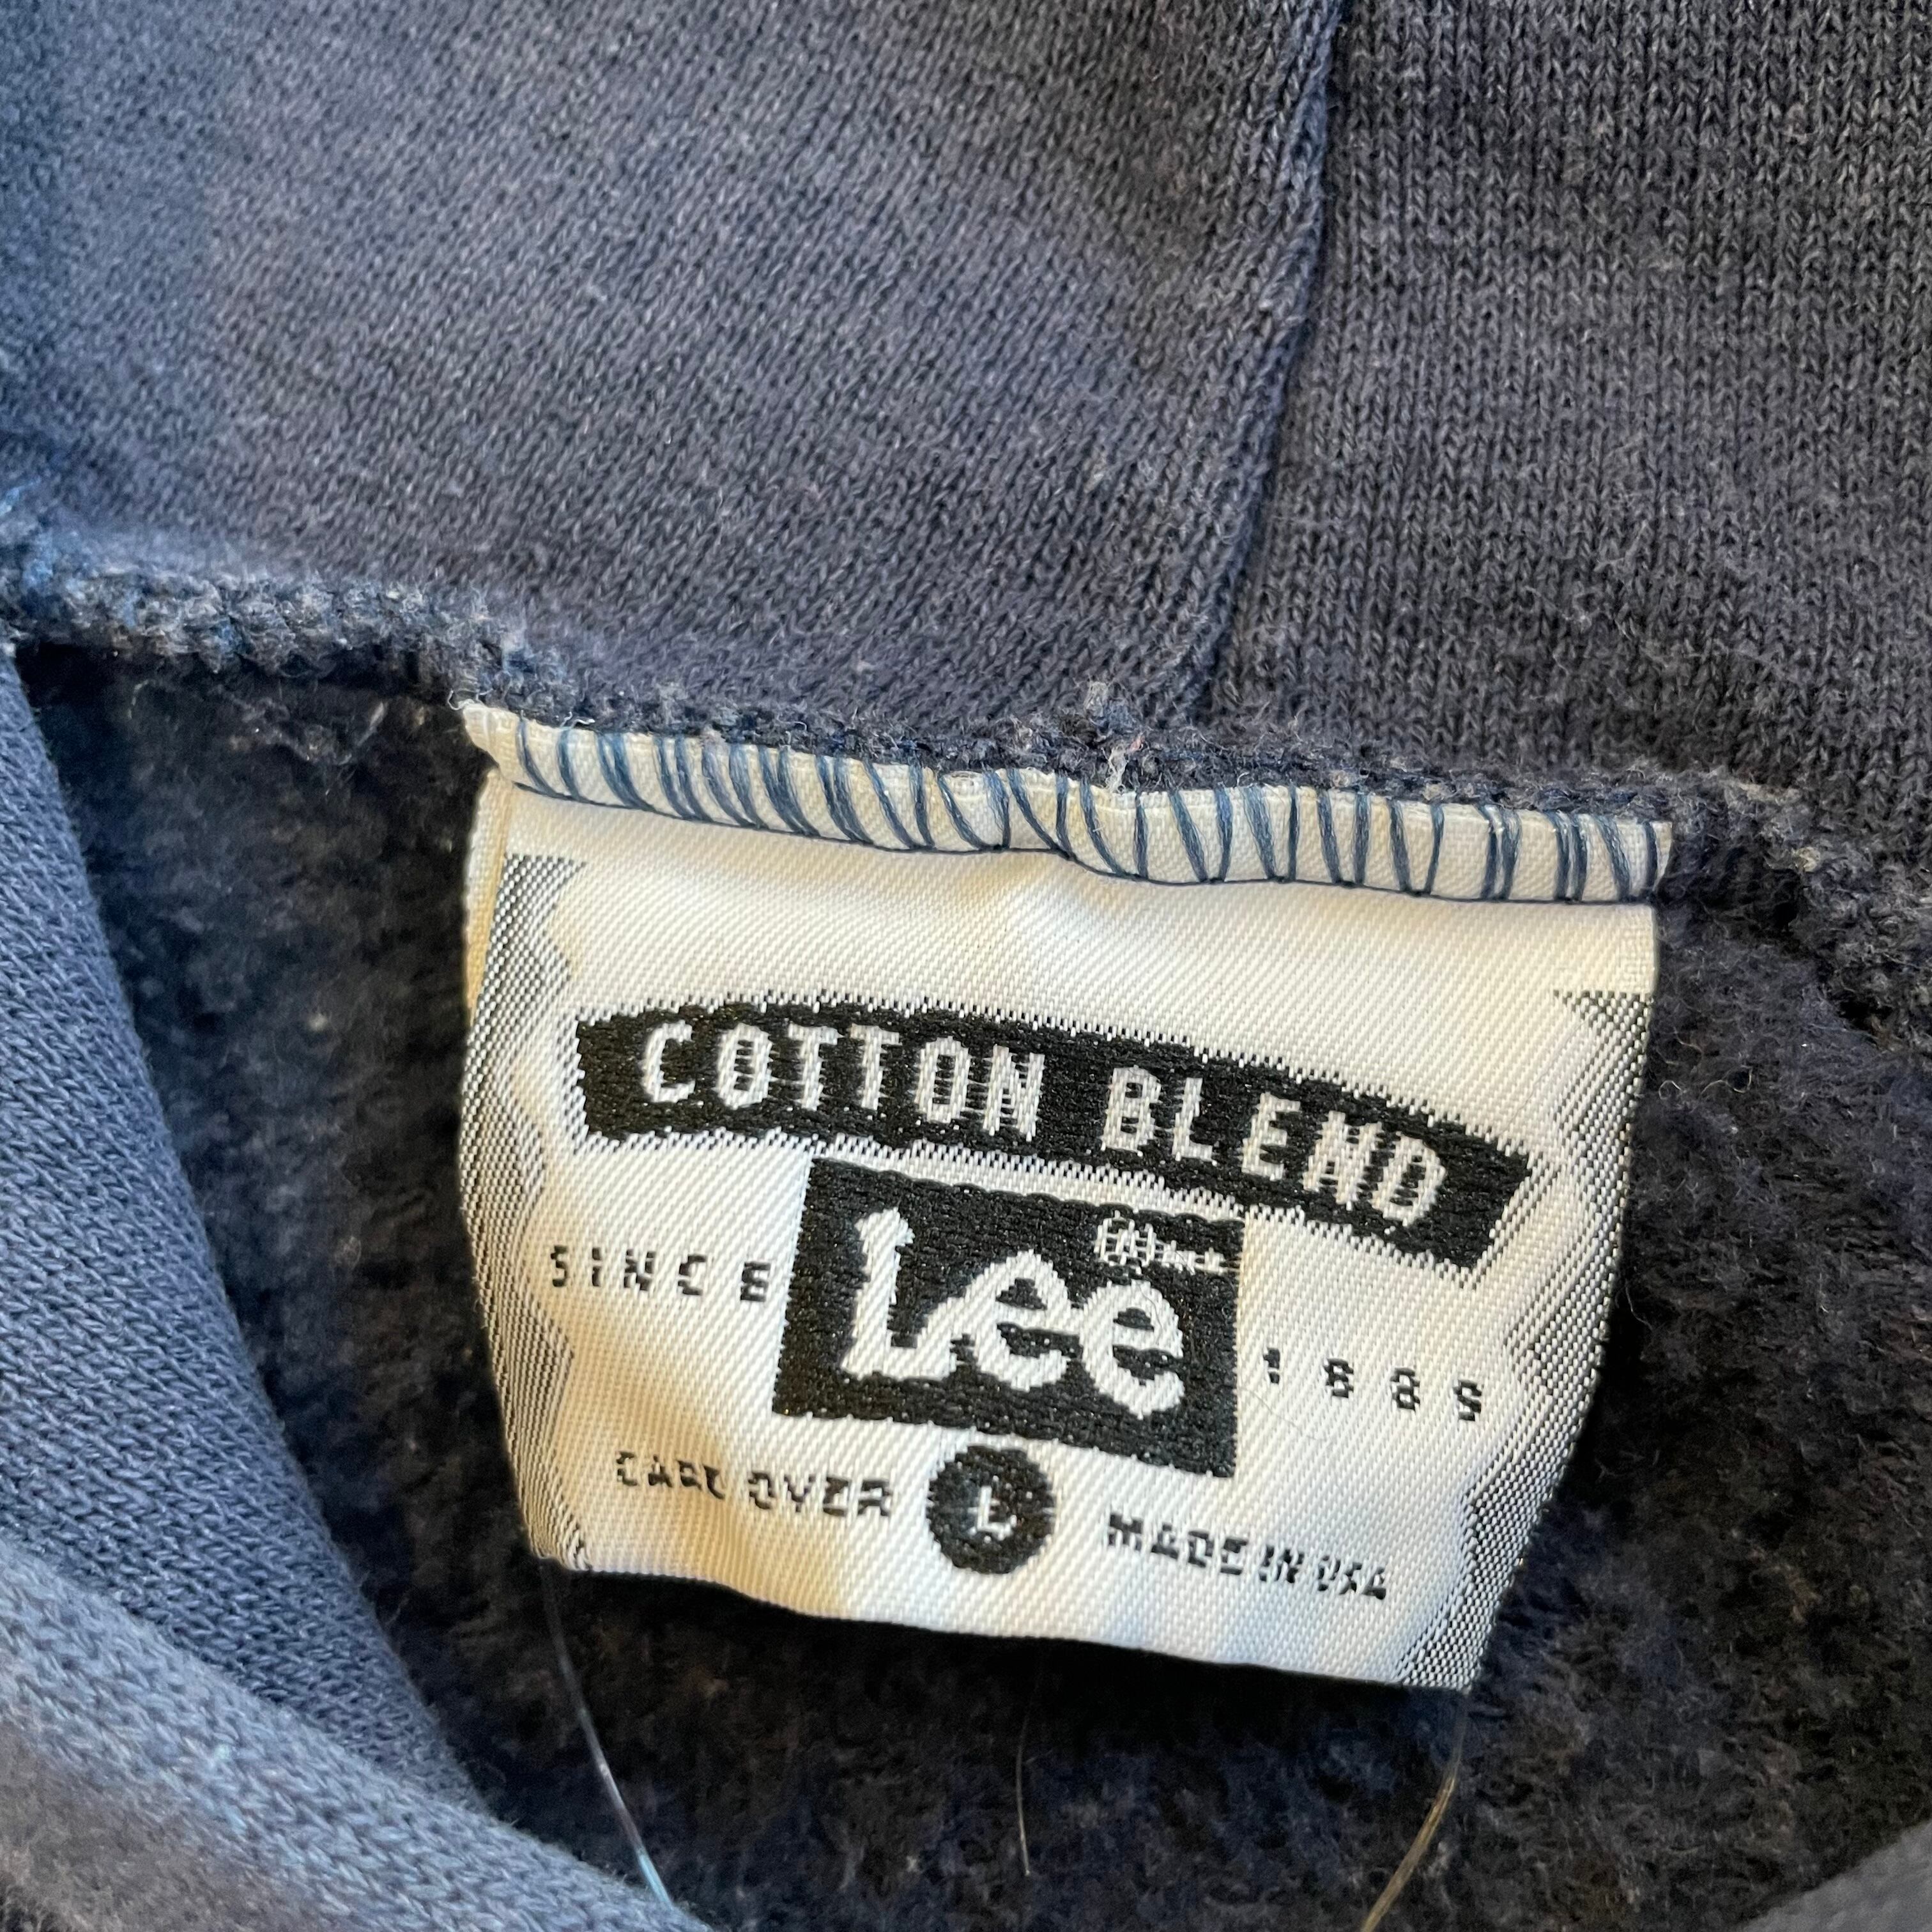 COTTON BLEND
SINCE Lee ® 1889
CARE OVER L MADE IN USA